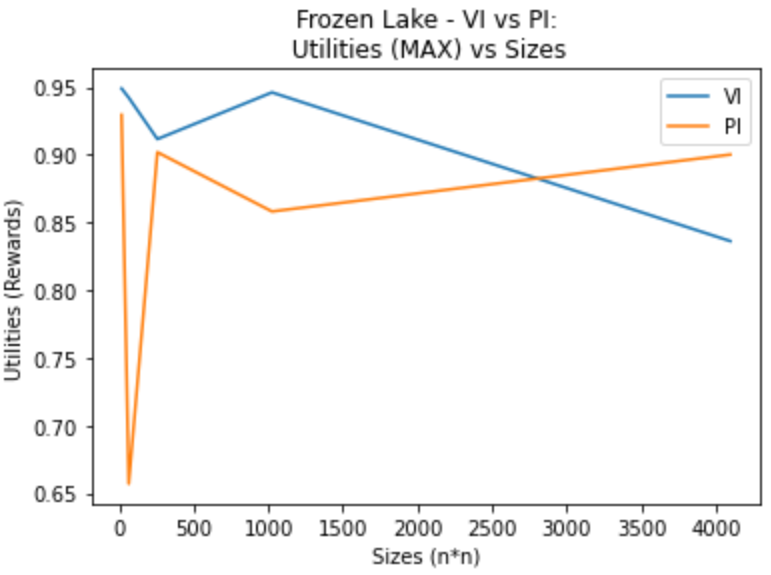 Frozen Lake - VI vs PI:
Utilities (MAX) vs Sizes
VI
PI
0.95
0.90
0.85
0.80
0.75
0.70
0.65
Utilities (Rewards)
0 500 1000 1500 2000 2500 3000 3500 4000
Sizes (n*n)